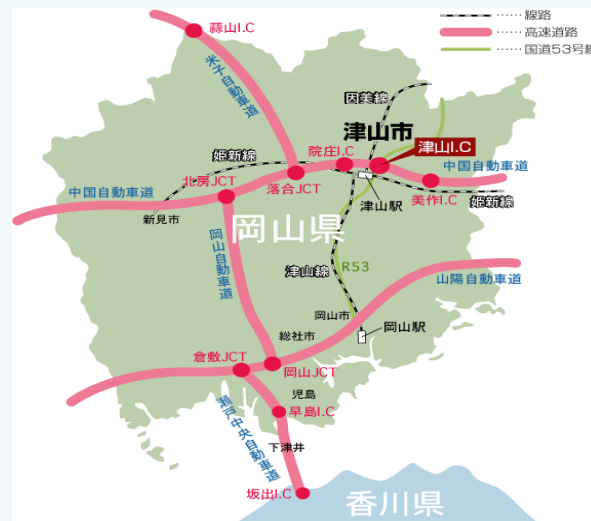 線路
高速道路
国道53号線
蒜山I.C
米子自動車道
因美線
津山市
津山I.C
院庄I.C
姫新線
中国自動車道
北房JCT
落合JCT
中国自動車道
美作I.C
姫新線
津山駅
新見市
岡山県
岡山自動車道
津山線
R53
山陽自動車道
岡山市
岡山駅
総社市
倉敷JCT
岡山JCT
児島
早島I.C
瀬戸中央自動車道
下津井
坂出I.C
香川県